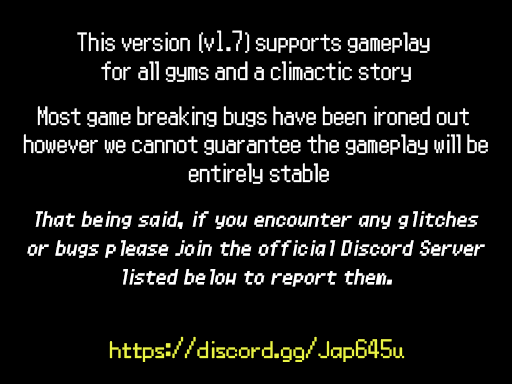 This version (v1.7) supports gameplay
for all gyms and a climactic story
Most game breaking bugs have been ironed out
however we cannot guarantee the gameplay will be
entirely stable
That being said, if you encounter any glitches
or bugs please join the official Discord Server
listed below to report them.
https://discord.gg/Jap645u